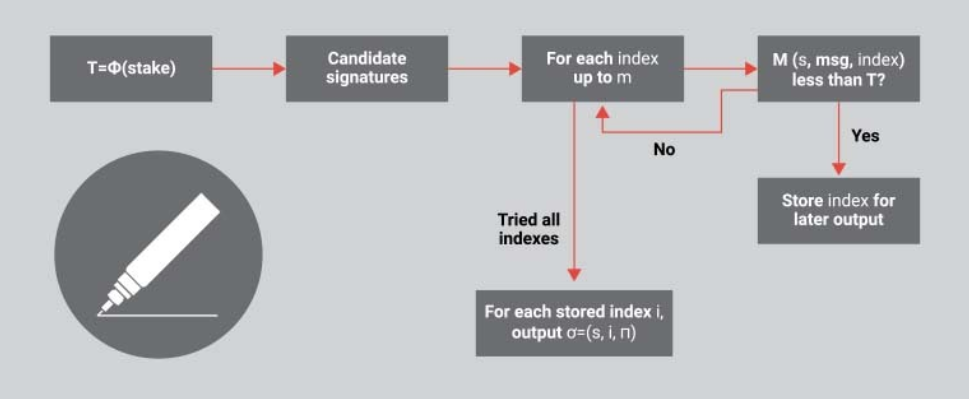 T=Φ(stake)
Candidate
signatures
For each index
up to m
M (s, msg, index)
less than T?
No
Yes
Store index for
later output
Tried all
indexes
For each stored index i,
output σ=(s, i, π)